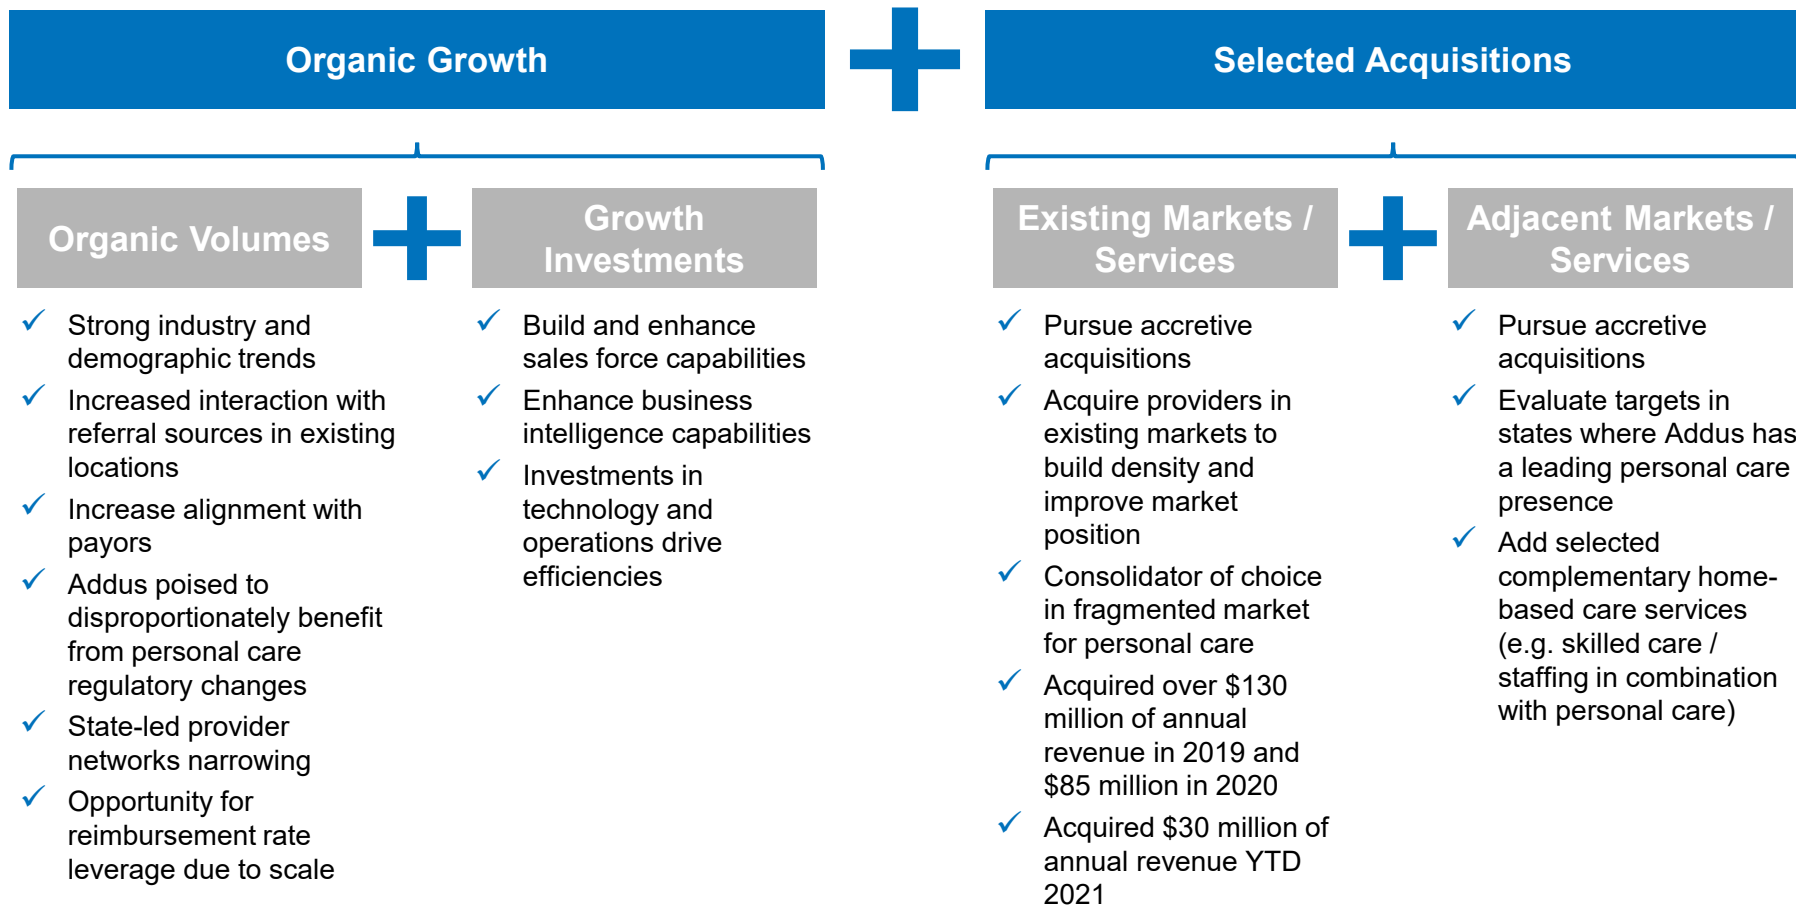 Organic Growth
Selected Acquisitions
Organic Volumes
Strong industry and
demographic trends
Increased interaction with
referral sources in existing
locations
Increase alignment with
payors
Addus poised to
disproportionately benefit
from personal care
regulatory changes
State-led provider
networks narrowing
Opportunity for
reimbursement rate
leverage due to scale
Growth
Investments
Build and enhance
sales force capabilities
Enhance business
intelligence capabilities
Investments in
technology and
operations drive
efficiencies
Existing Markets /
Services
Pursue accretive
acquisitions
Acquire providers in
existing markets to
build density and
improve market
position
Consolidator of choice
in fragmented market
for personal care
Acquired over $130
million of annual
revenue in 2019 and
$85 million in 2020
Acquired $30 million of
annual revenue YTD
2021
Adjacent Markets /
Services
Pursue accretive
acquisitions
Evaluate targets in
states where Addus has
a leading personal care
presence
Add selected
complementary home-
based care services
(e.g. skilled care /
staffing in combination
with personal care)